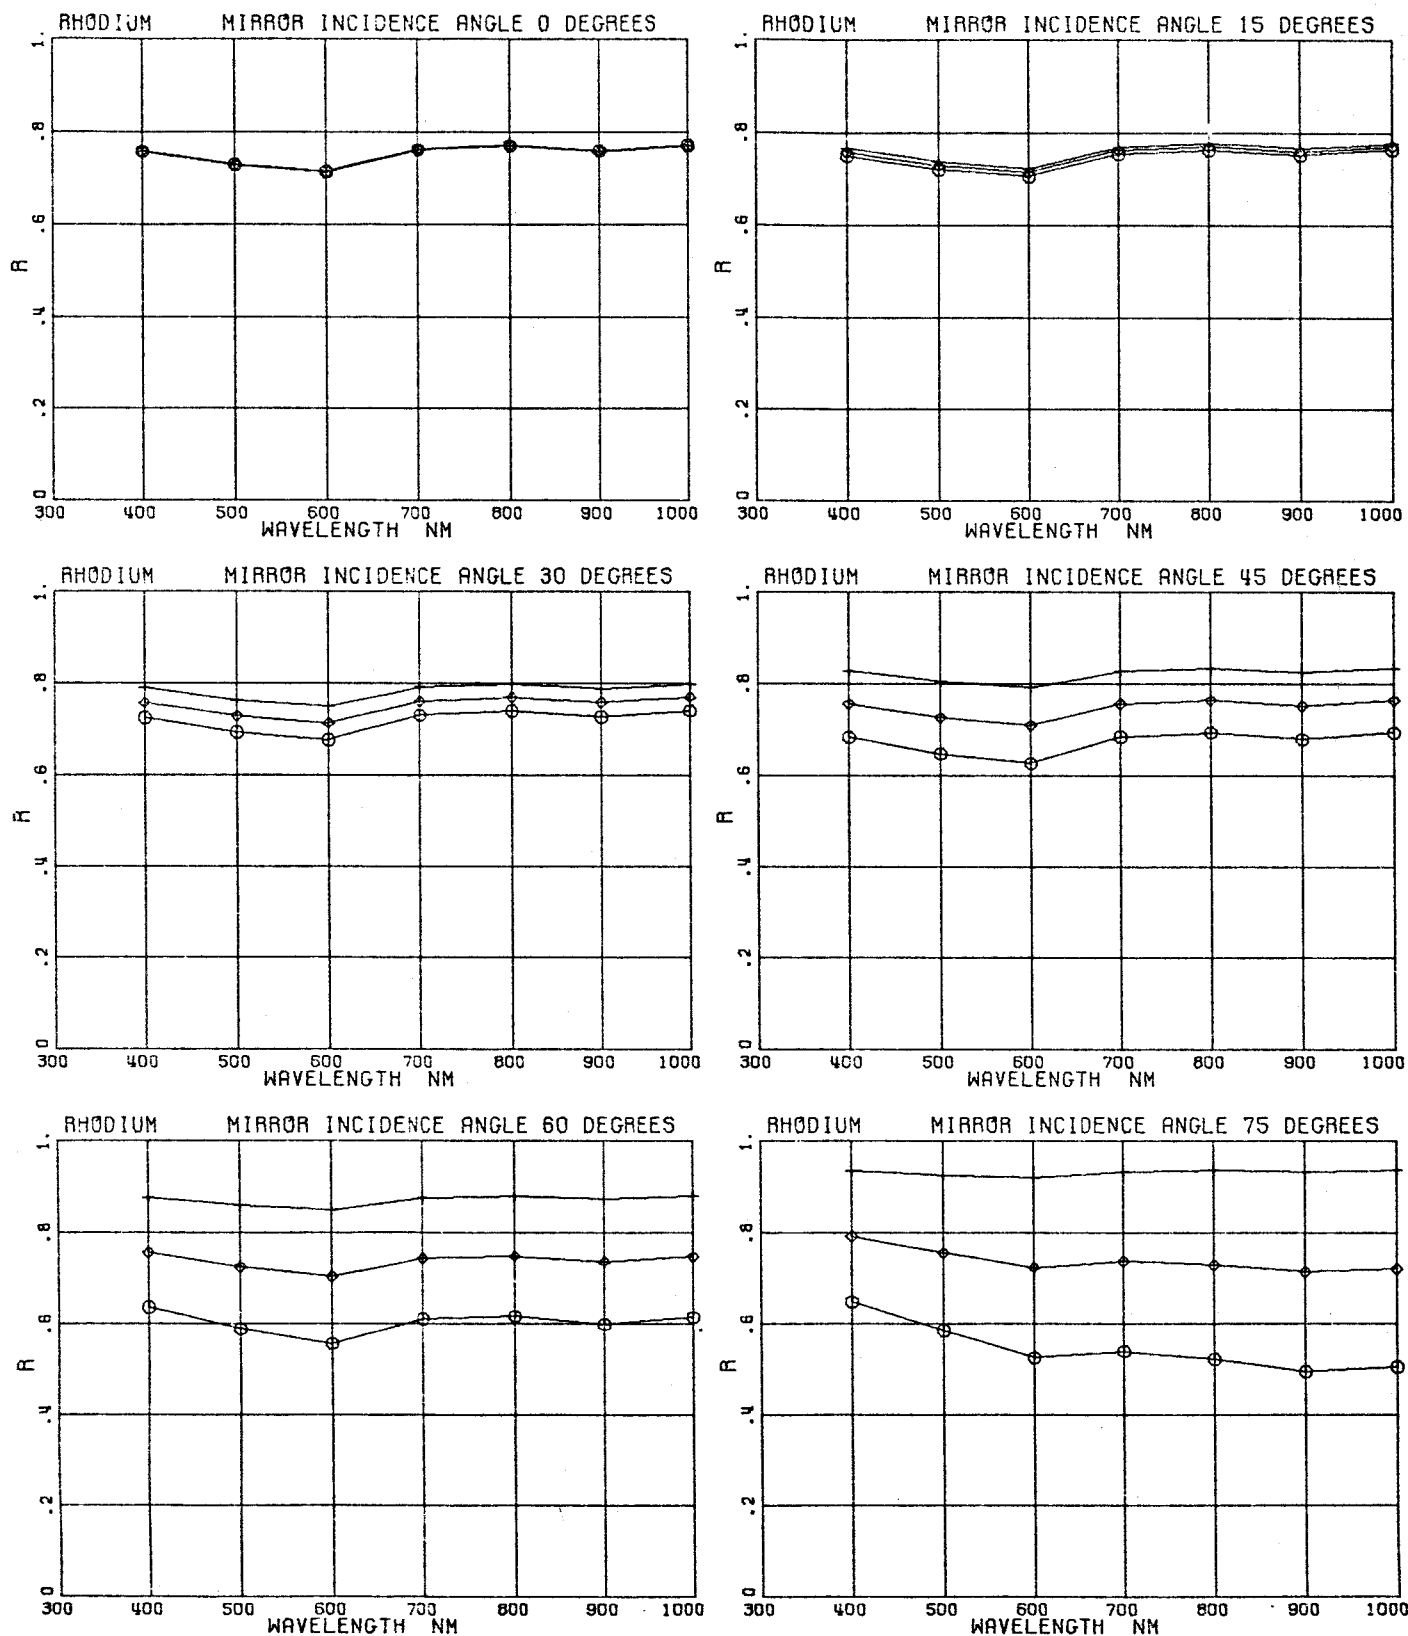 RHODIUM MIRROR INCIDENCE ANGLE 0 DEGREES
1.
.8
.6
R
.4
.2
0
300 400 500 600 700 800 900 1000
WAVELENGTH NM
RHODIUM MIRROR INCIDENCE ANGLE 15 DEGREES
1.
.8
.6
R
.4
.2
0
300 400 500 600 700 800 900 1000
WAVELENGTH NM
RHODIUM MIRROR INCIDENCE ANGLE 30 DEGREES
1.
.8
.6
R
.4
.2
0
300 400 500 600 700 800 900 1000
WAVELENGTH NM
RHODIUM MIRROR INCIDENCE ANGLE 45 DEGREES
1.
.8
.6
R
.4
.2
0
300 400 500 600 700 800 900 1000
WAVELENGTH NM
RHODIUM MIRROR INCIDENCE ANGLE 60 DEGREES
1.
.8
.6
R
.4
.2
0
300 400 500 600 700 800 900 1000
WAVELENGTH NM
RHODIUM MIRROR INCIDENCE ANGLE 75 DEGREES
1.
.8
.6
R
.4
.2
0
300 400 500 600 700 800 900 1000
WAVELENGTH NM